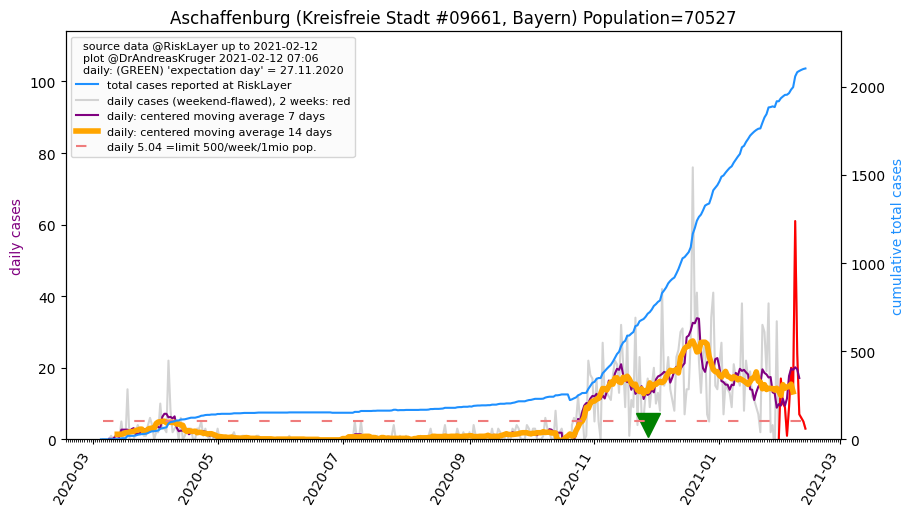 Aschaffenburg (Kreisfreie Stadt #09661, Bayern) Population=70527
source data @RiskLayer up to 2021-02-12
plot @DrAndreasKruger 2021-02-12 07:06
daily: (GREEN) 'expectation day' = 27.11.2020
total cases reported at RiskLayer
daily cases (weekend-flawed), 2 weeks: red
daily: centered moving average 7 days
daily: centered moving average 14 days
daily 5.04 =limit 500/week/1mio pop.
daily cases
100
80
60
40
20
0
cumulative total cases
2000
1500
1000
500
0
2020-03
2020-05
2020-07
2020-09
2020-11
2021-01
2021-03